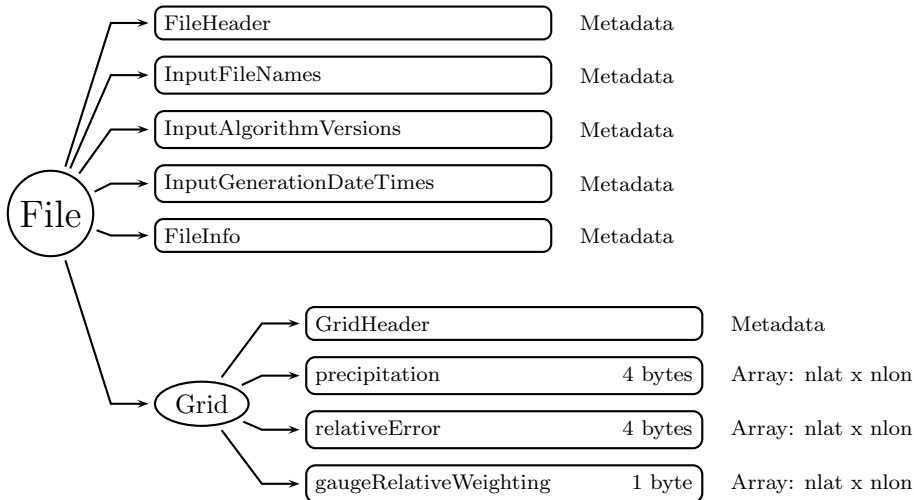 FileHeader Metadata
InputFileNames Metadata
InputAlgorithmVersions Metadata
InputGenerationDateTimes Metadata
File
FileInfo Metadata
GridHeader Metadata
precipitation 4 bytes Array: nlat x nlon
Grid
relativeError 4 bytes Array: nlat x nlon
gaugeRelativeWeighting 1 byte Array: nlat x nlon